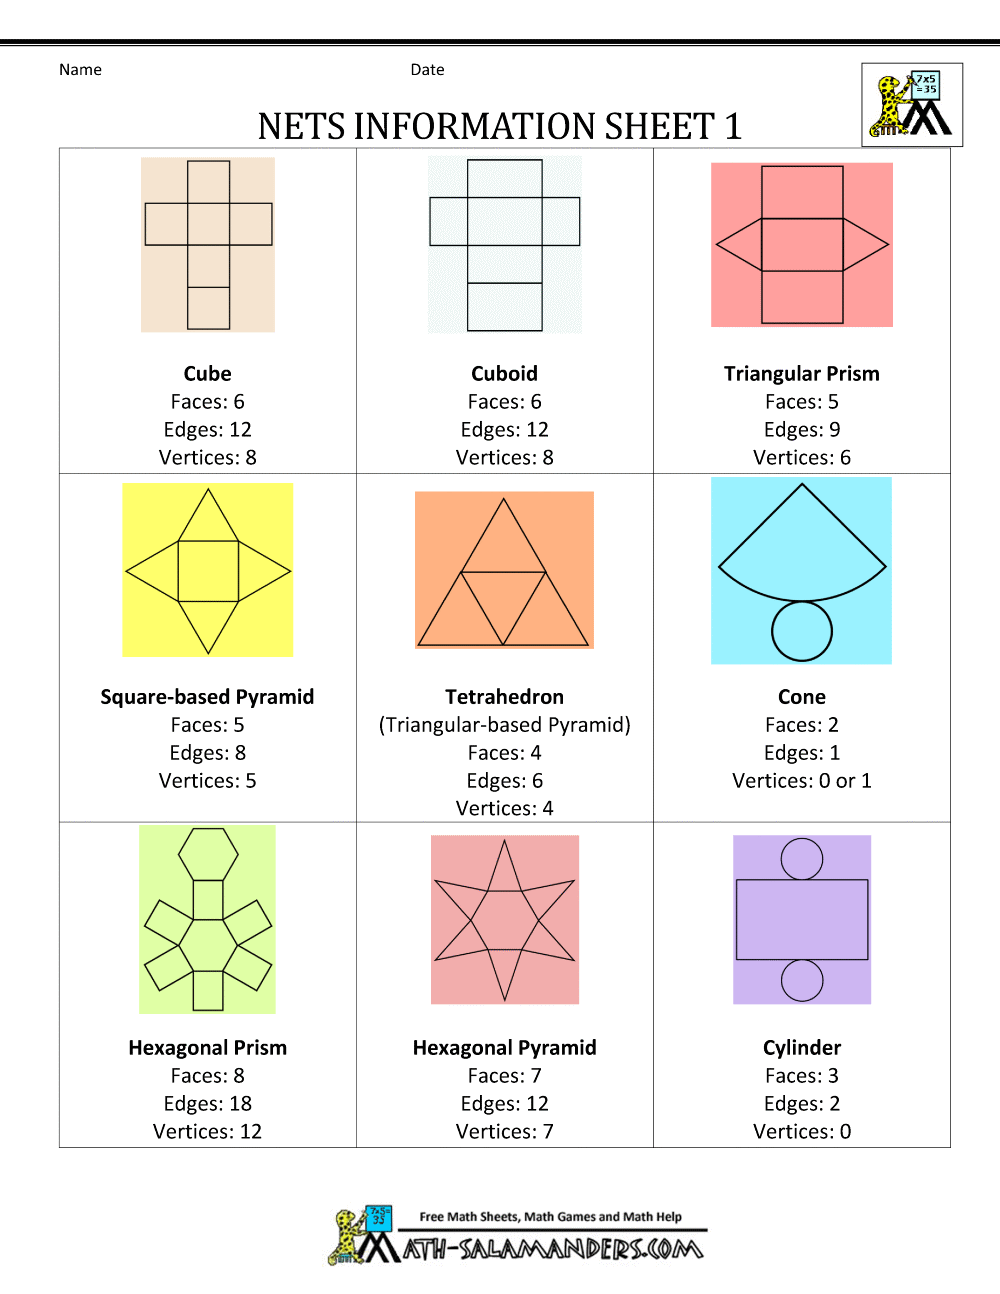 Name Date
7x5
=35
NETS INFORMATION SHEET 1
Cube
Faces: 6
Edges: 12
Vertices: 8
Cuboid
Faces: 6
Edges: 12
Vertices: 8
Triangular Prism
Faces: 5
Edges: 9
Vertices: 6
Square-based Pyramid
Faces: 5
Edges: 8
Vertices: 5
Tetrahedron
(Triangular-based Pyramid)
Faces: 4
Edges: 6
Vertices: 4
Cone
Faces: 2
Edges: 1
Vertices: 0 or 1
Hexagonal Prism
Faces: 8
Edges: 18
Vertices: 12
Hexagonal Pyramid
Faces: 7
Edges: 12
Vertices: 7
Cylinder
Faces: 3
Edges: 2
Vertices: 0
7x5=
35
Free Math Sheets, Math Games and Math Help
MATH-SALAMANDERS.COM